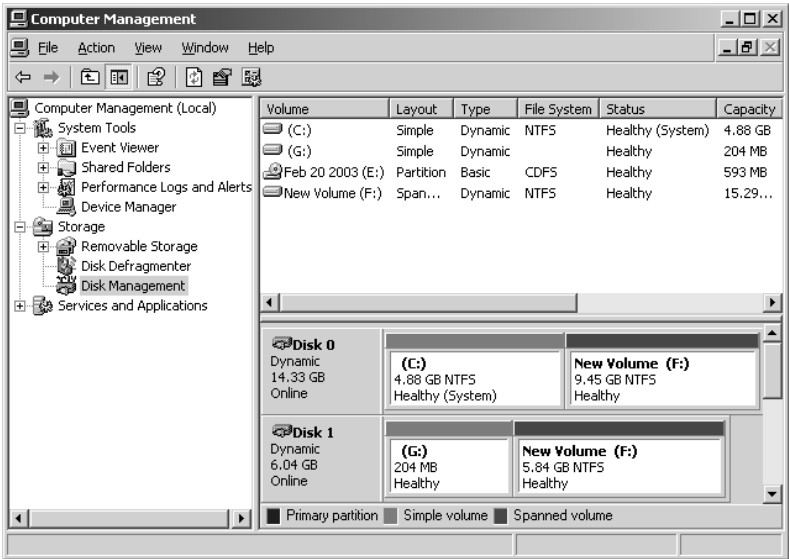 Computer Management
File Action View Window Help
Computer Management (Local)
System Tools
Event Viewer
Shared Folders
Performance Logs and Alerts
Device Manager
Storage
Removable Storage
Disk Defragmenter
Disk Management
Services and Applications
Volume Layout Type File System Status Capacity
(C:) Simple Dynamic NTFS Healthy (System) 4.88 GB
(G:) Simple Dynamic Healthy 204 MB
Feb 20 2003 (E:) Partition Basic CDFS Healthy 593 MB
New Volume (F:) Span... Dynamic NTFS Healthy 15.29...
Disk 0
Dynamic
14.33 GB
Online
(C:)
4.88 GB NTFS
Healthy (System)
New Volume (F:)
9.45 GB NTFS
Healthy
Disk 1
Dynamic
6.04 GB
Online
(G:)
204 MB
Healthy
New Volume (F:)
5.84 GB NTFS
Healthy
Primary partition Simple volume Spanned volume